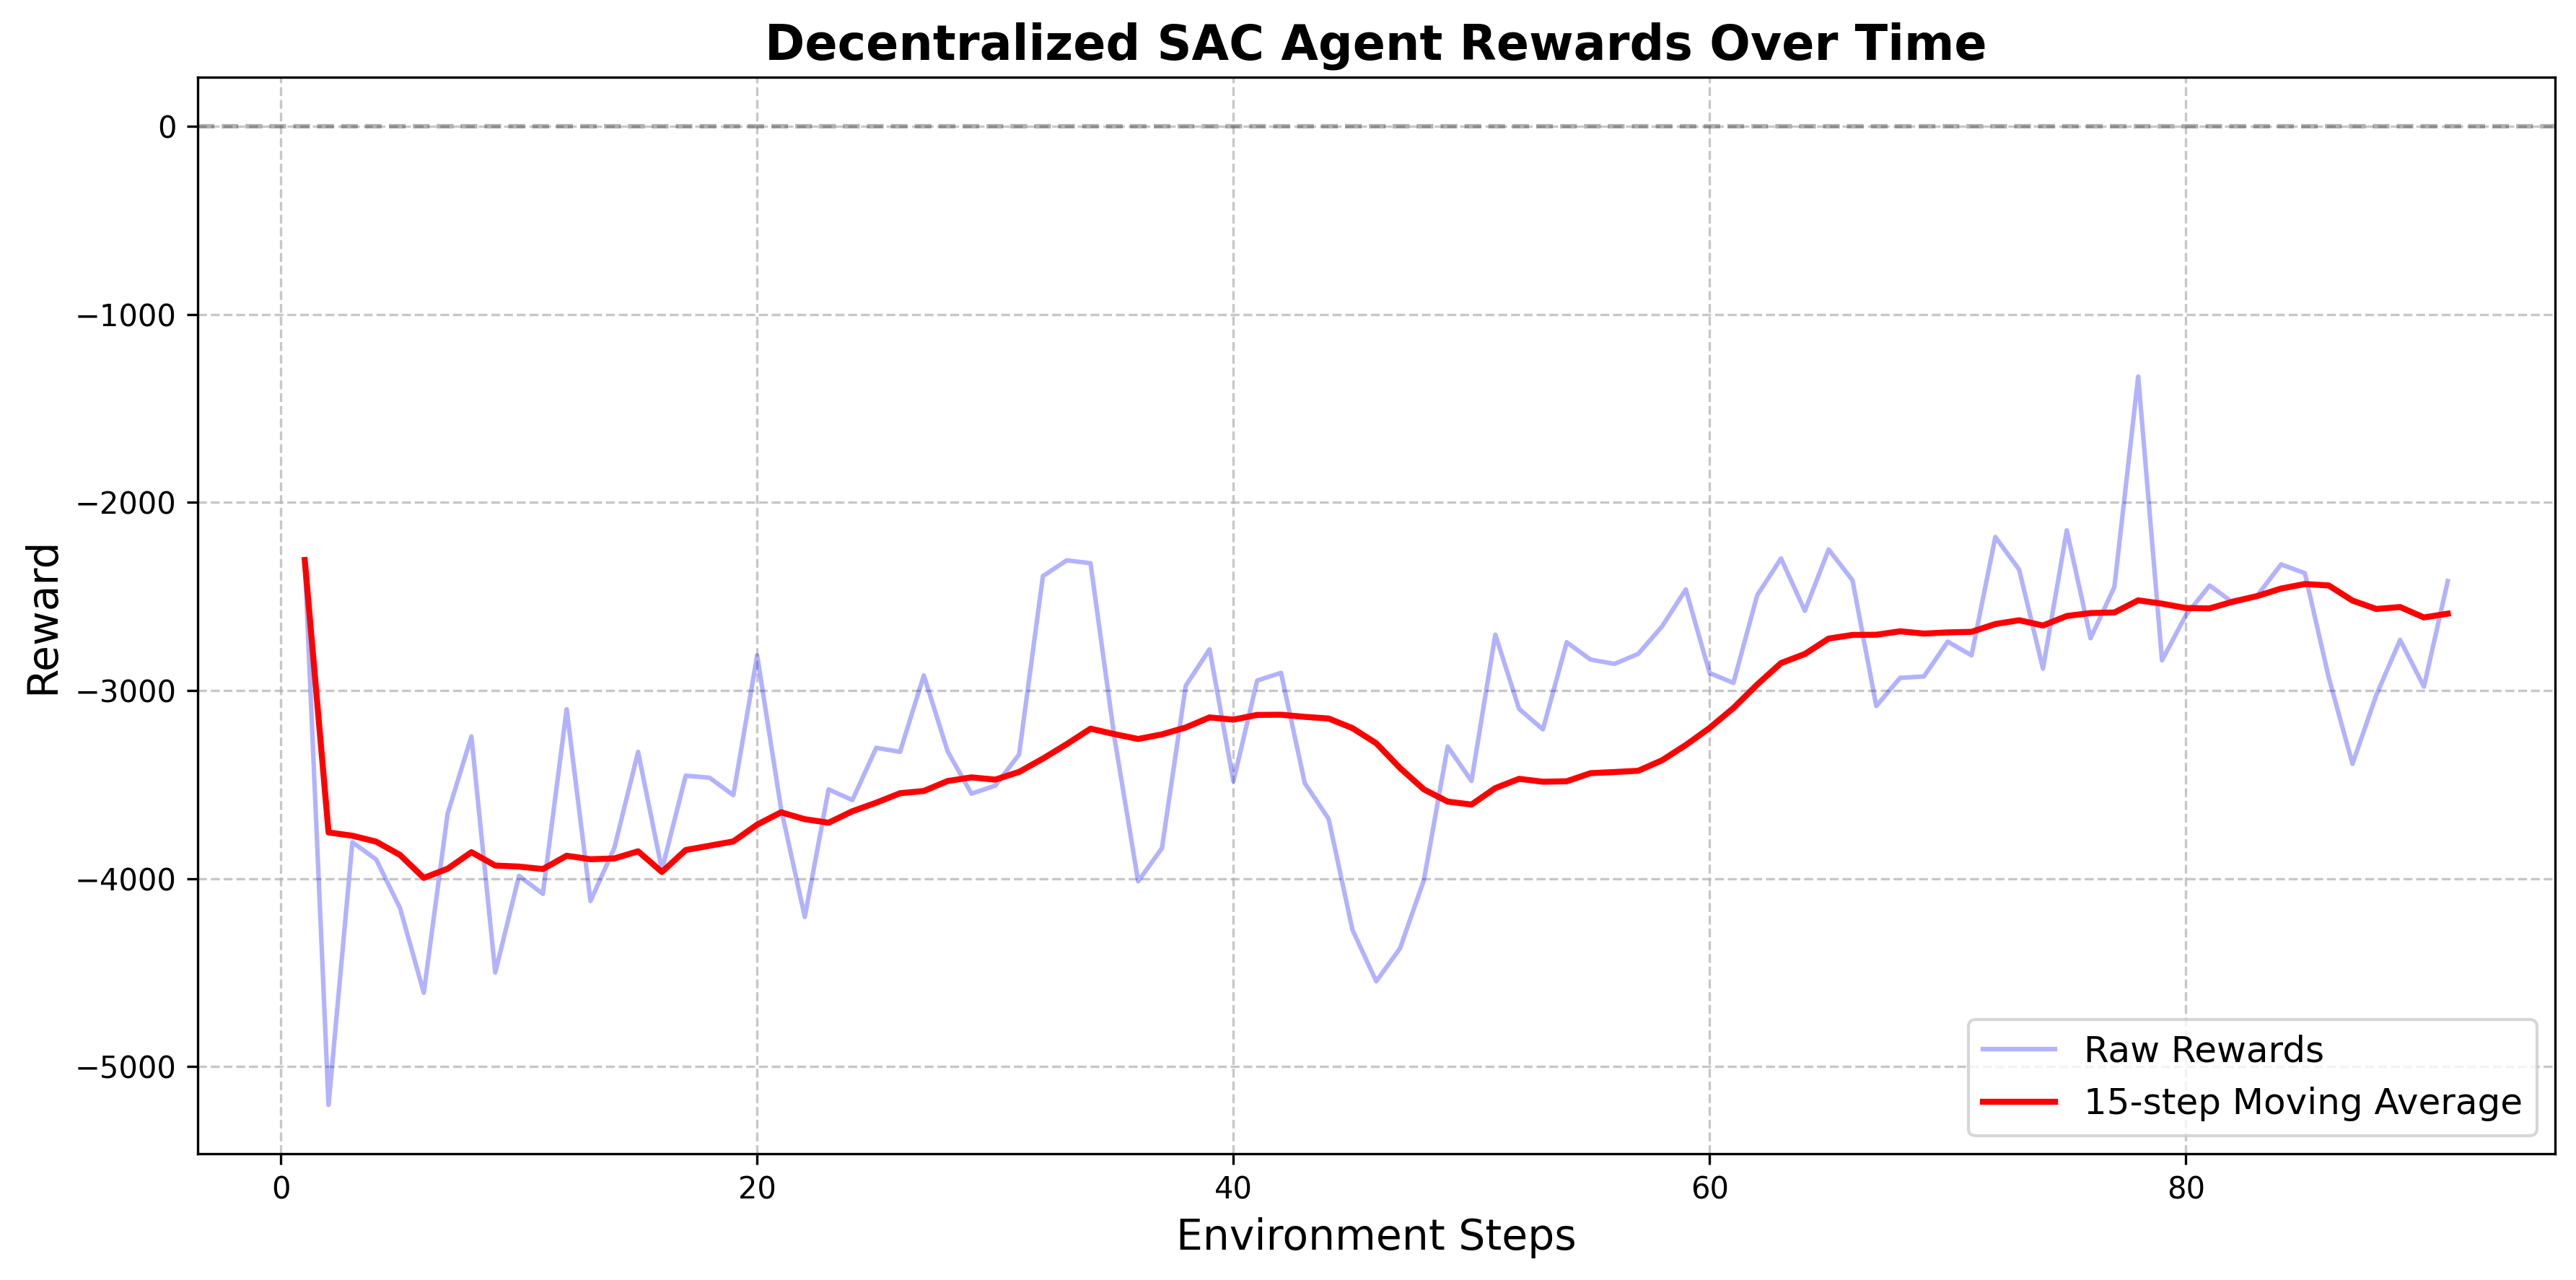 Decentralized SAC Agent Rewards Over Time
Reward
0
−1000
−2000
−3000
−4000
−5000
0 20 40 60 80
Environment Steps
Raw Rewards
15-step Moving Average